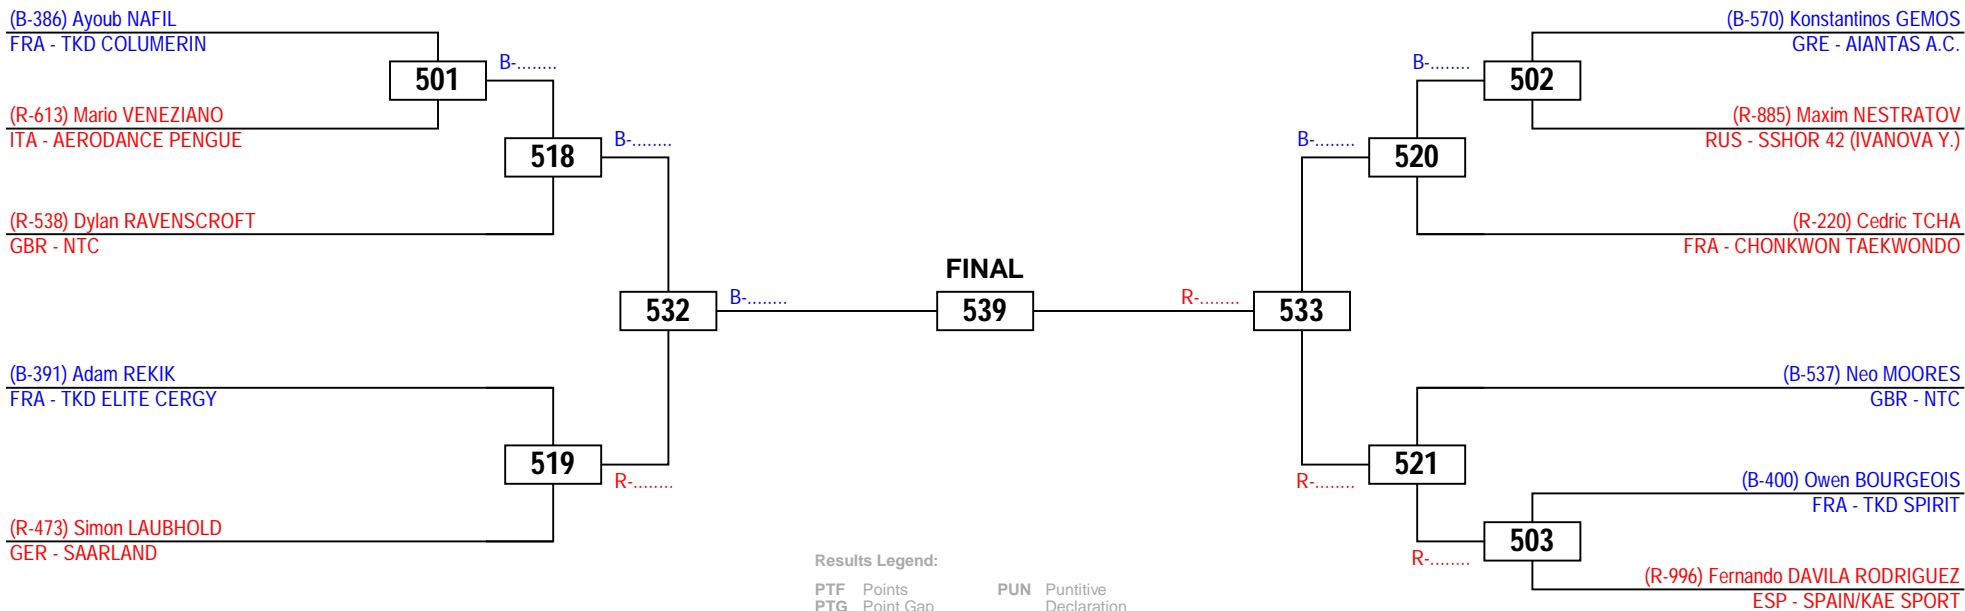 (B-386) Ayoub NAFIL
FRA - TKD COLUMERIN
501
B-........
(R-613) Mario VENEZIANO
ITA - AERODANCE PENGUE
518
B-........
(R-538) Dylan RAVENSCROFT
GBR - NTC
532
B-........
(B-391) Adam REKIK
FRA - TKD ELITE CERGY
519
R-........
(R-473) Simon LAUBHOLD
GER - SAARLAND
FINAL
539
(B-570) Konstantinos GEMOS
GRE - AIANTAS A.C.
B-........
502
(R-885) Maxim NESTRATOV
RUS - SSHOR 42 (IVANOVA Y.)
B-........
520
(R-220) Cedric TCHA
FRA - CHONKWON TAEKWONDO
R-........
533
(B-537) Neo MOORES
GBR - NTC
521
R-........
(B-400) Owen BOURGEOIS
FRA - TKD SPIRIT
503
R-........
(R-996) Fernando DAVILA RODRIGUEZ
ESP - SPAIN/KAE SPORT
Results Legend:
PTF Points
PTG Point Gap
PUN Puntitive
Declaration